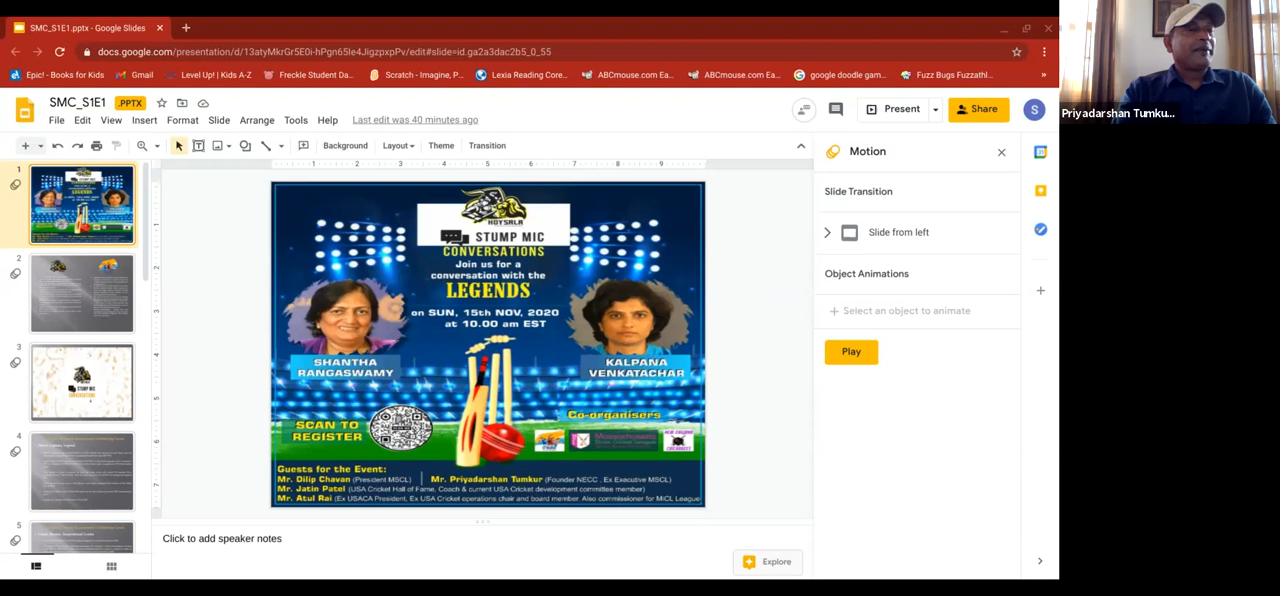 SMC_S1E1.pptx - Google Slides
docs.google.com/presentation/d/13atyMkrGr5E0i-hPgn65Ie4JigzpxpPv/edit#slide=id.ga2a3dac2b5_0_55
Epic! - Books for Kids
Gmail
Level Up! | Kids A-Z
Freckle Student Da...
Scratch - Imagine, P...
Lexia Reading Core...
ABCmouse.com Ea...
ABCmouse.com Ea...
google doodle gam...
Fuzz Bugs Fuzzathl...
»
SMC_S1E1 .PPTX
File Edit View Insert Format Slide Arrange Tools Help Last edit was 40 minutes ago
Present
Share
S
Background Layout Theme Transition
Motion
Slide Transition
Slide from left
Object Animations
+ Select an object to animate
Play
1
2
3
4
5
HOYSALA
STUMP MIC
CONVERSATIONS
Join us for a
conversation with the
LEGENDS
on SUN, 15th NOV, 2020
at 10.00 am EST
SHANTHA
RANGASWAMY
KALPANA
VENKATACHAR
SCAN TO
REGISTER
Co-organisers
Guests for the Event:
Mr. Dilip Chavan (President MSCL) | Mr. Priyadarshan Tumkur (Founder NECC , Ex Executive MSCL)
Mr. Jatin Patel (USA Cricket Hall of Fame, Coach & current USA Cricket development committee member)
Mr. Atul Rai (Ex USACA President, Ex USA Cricket operations chair and board member. Also commissioner for MiCL League
Click to add speaker notes
Explore
Priyadarshan Tumku...